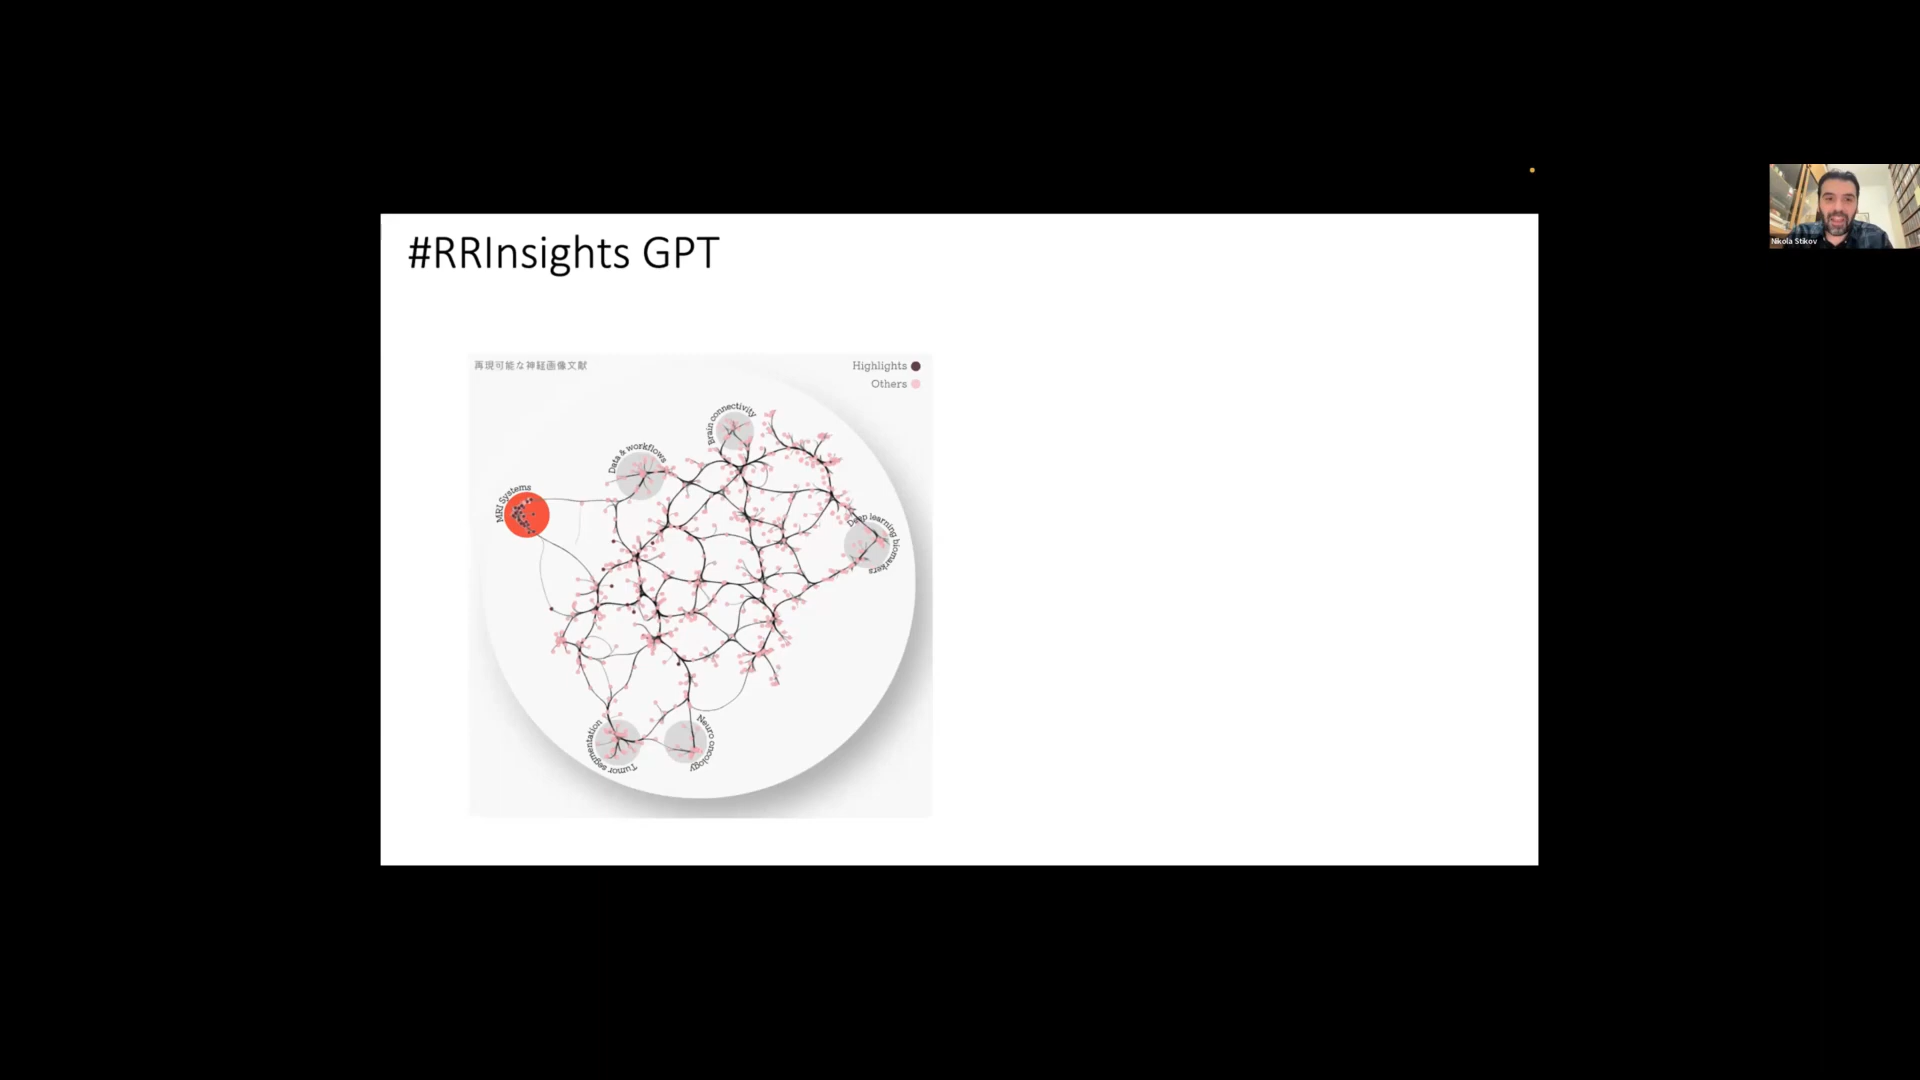 #RRInsights GPT
再現可能な神経画像文献
Highlights
Others
Brain connectivity
Data & workflows
MRI Systems
Deep learning biomarkers
Tumor segmentation
Neuro oncology
Nikola Stikov